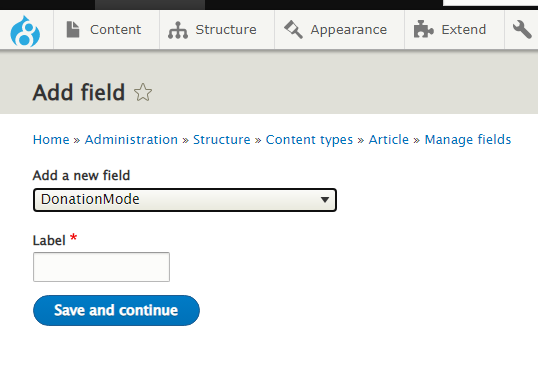 Content Structure Appearance Extend
Add field
Home » Administration » Structure » Content types » Article » Manage fields
Add a new field
DonationMode
Label *
Save and continue